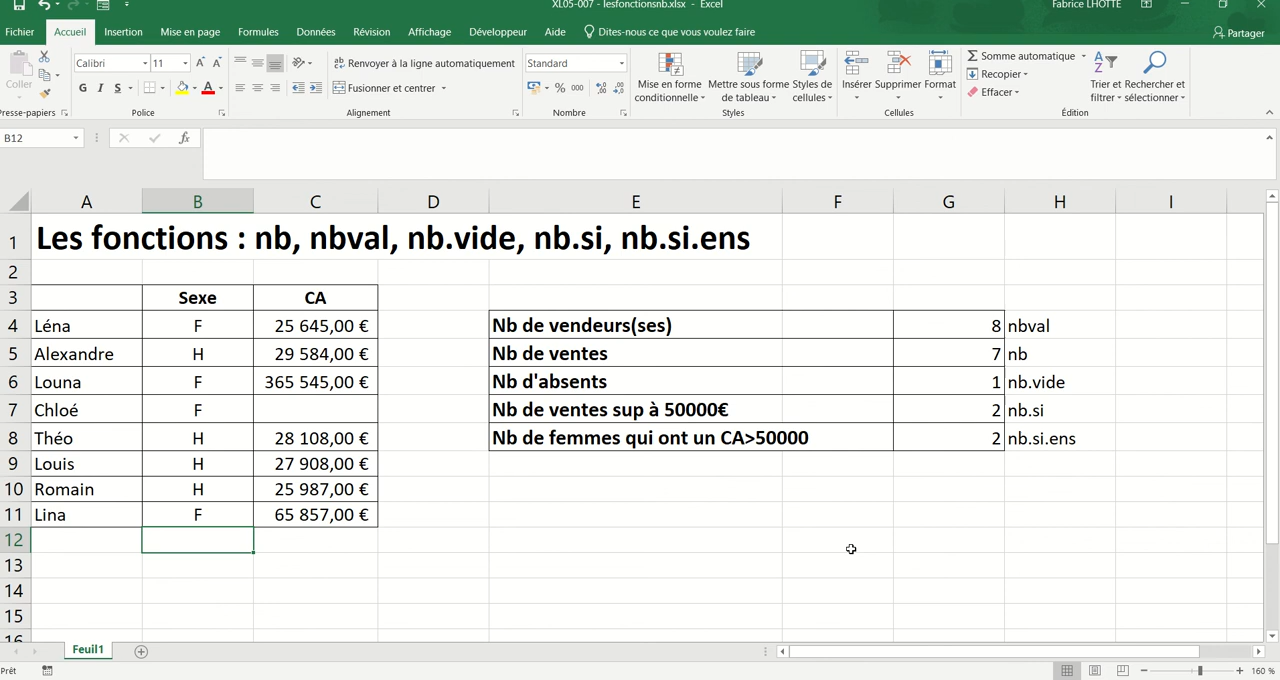 XL05-007 - lesfonctionsnb.xlsx - Excel
Fabrice LHOTTE
Fichier Accueil Insertion Mise en page Formules Données Révision Affichage Développeur Aide Dites-nous ce que vous voulez faire Partager
Coller
Calibri 11
Renvoyer à la ligne automatiquement
Standard
G I S
Fusionner et centrer
% 000
Mise en forme conditionnelle
Mettre sous forme de tableau
Styles de cellules
Insérer Supprimer Format
Somme automatique
Recopier
Effacer
Trier et filtrer
Rechercher et sélectionner
Presse-papiers Police Alignement Nombre Styles Cellules Édition
B12 fx
A B C D E F G H I
1 Les fonctions : nb, nbval, nb.vide, nb.si, nb.si.ens
2
3 Sexe CA
4 Léna F 25 645,00 € Nb de vendeurs(ses) 8 nbval
5 Alexandre H 29 584,00 € Nb de ventes 7 nb
6 Louna F 365 545,00 € Nb d'absents 1 nb.vide
7 Chloé F Nb de ventes sup à 50000€ 2 nb.si
8 Théo H 28 108,00 € Nb de femmes qui ont un CA>50000 2 nb.si.ens
9 Louis H 27 908,00 €
10 Romain H 25 987,00 €
11 Lina F 65 857,00 €
12
13
14
15
16
Feuil1
Prêt
160 %